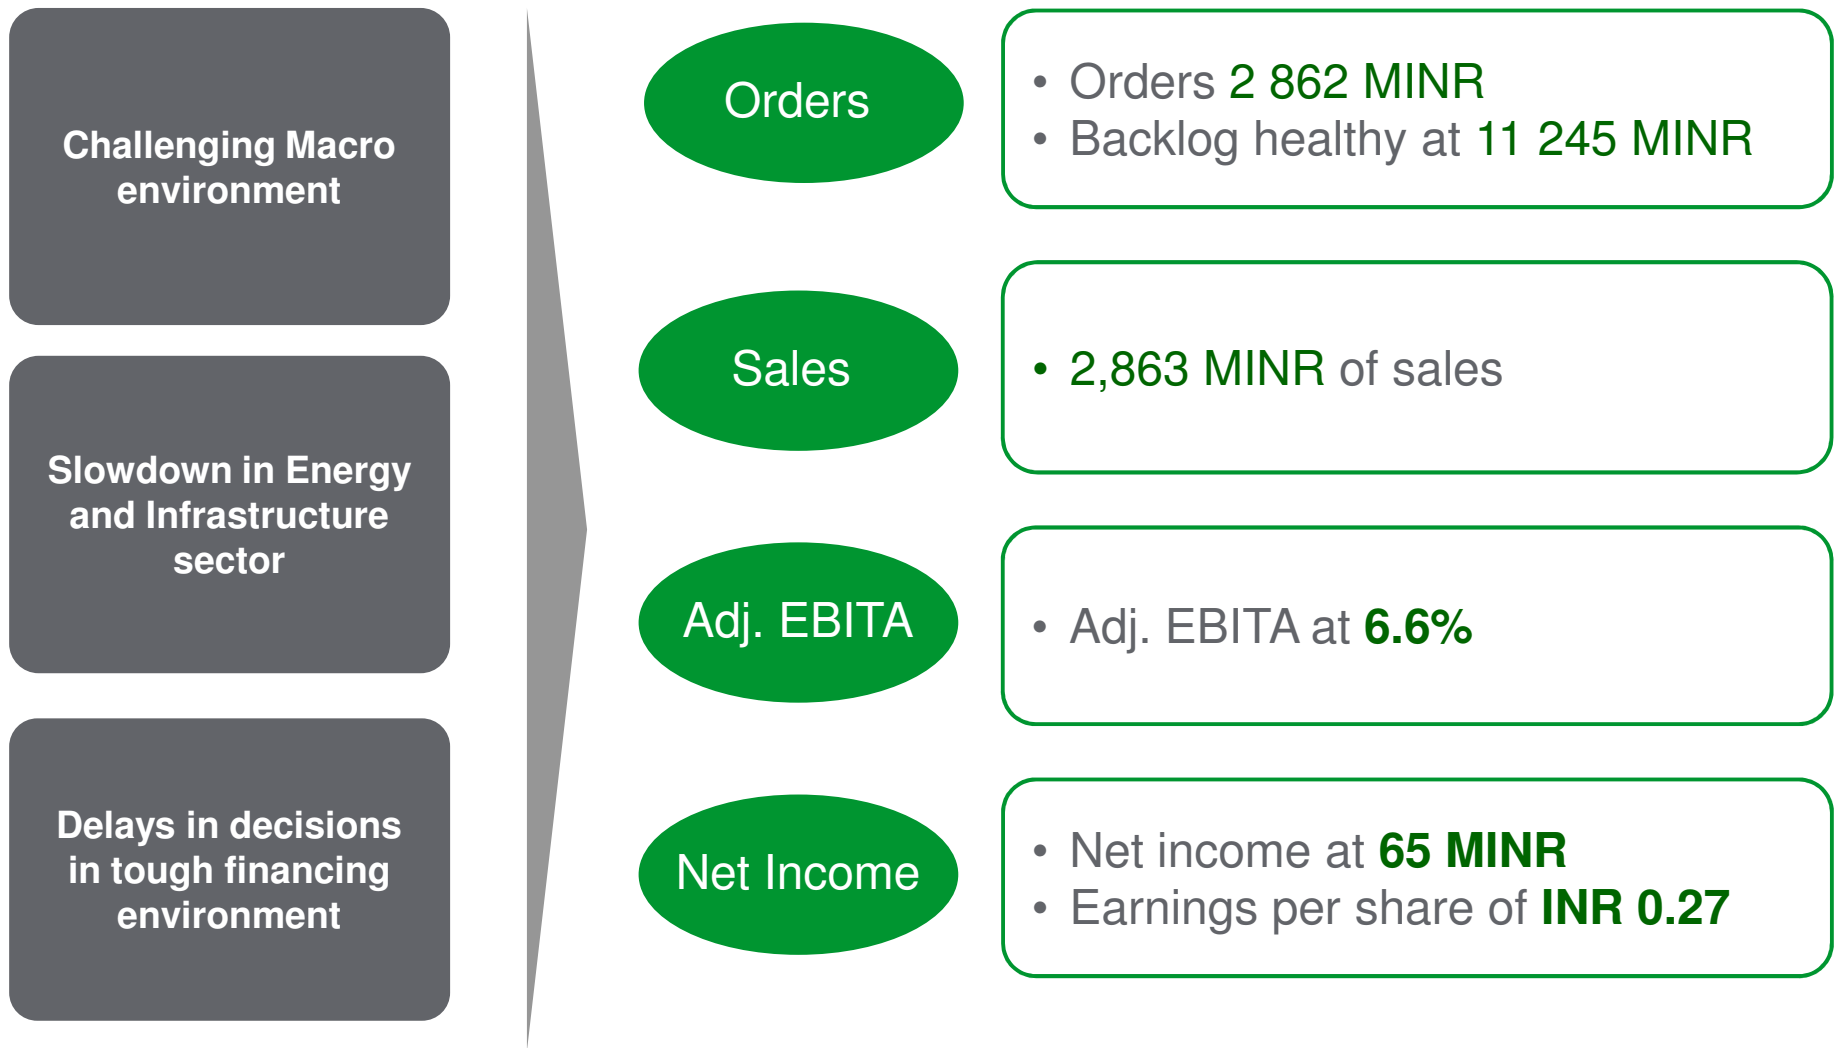 Challenging Macro
environment
Slowdown in Energy
and Infrastructure
sector
Delays in decisions
in tough financing
environment
Orders
• Orders 2 862 MINR
• Backlog healthy at 11 245 MINR
Sales
• 2,863 MINR of sales
Adj. EBITA
• Adj. EBITA at 6.6%
Net Income
• Net income at 65 MINR
• Earnings per share of INR 0.27